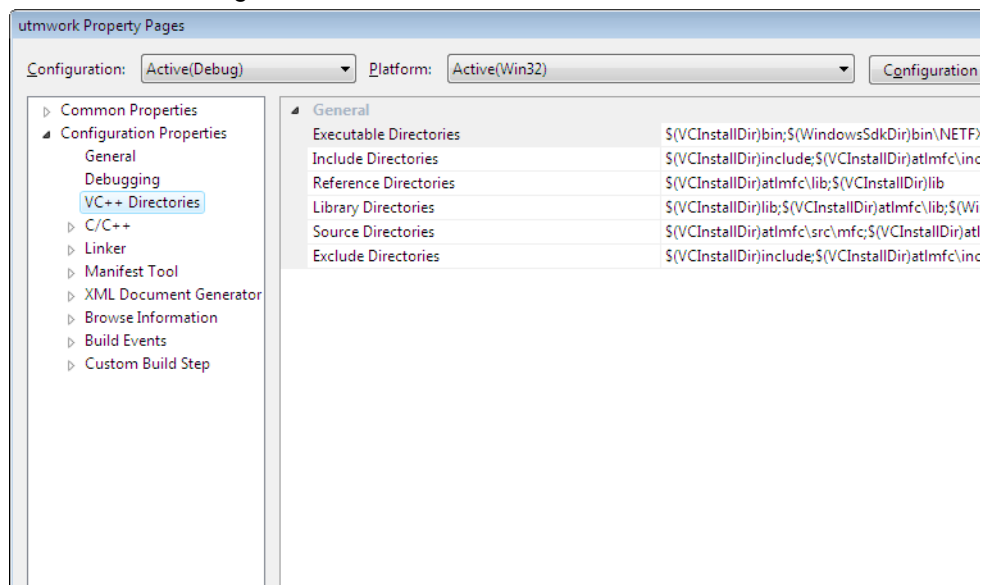 utmwork Property Pages
Configuration: Active(Debug) Platform: Active(Win32) Configuration
Common Properties
Configuration Properties
General
Debugging
VC++ Directories
C/C++
Linker
Manifest Tool
XML Document Generator
Browse Information
Build Events
Custom Build Step
General
Executable Directories $(VCInstallDir)bin;$(WindowsSdkDir)bin\NETFX
Include Directories $(VCInstallDir)include;$(VCInstallDir)atlmfc\inc
Reference Directories $(VCInstallDir)atlmfc\lib;$(VCInstallDir)lib
Library Directories $(VCInstallDir)lib;$(VCInstallDir)atlmfc\lib;$(Wi
Source Directories $(VCInstallDir)atlmfc\src\mfc;$(VCInstallDir)atl
Exclude Directories $(VCInstallDir)include;$(VCInstallDir)atlmfc\inc